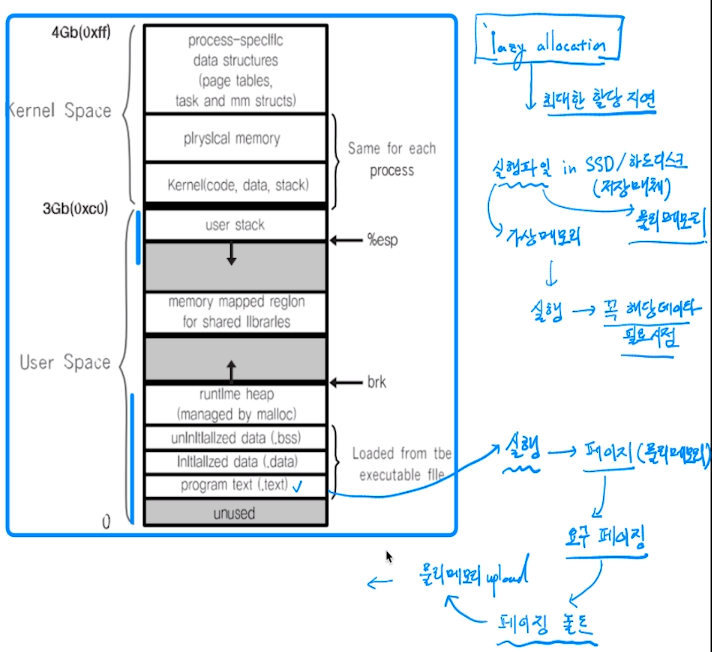 4Gb(0xff)
Kernel Space
3Gb(0xc0)
User Space
0
process-specific
data structures
(page tables,
task and mm structs)
plrysical memory
Kernel(code, data, stack)
Same for each
process
user stack
%esp
memory mapped region
for shared libraries
brk
runtime heap
(managed by malloc)
uninitialized data (.bss)
Initialized data (.data)
program text (.text) ✓
unused
Loaded from tbe
executable file
lazy allocation
최대한 할당 지연
실행파일 in SSD/하드디스크
(저장매체)
물리메모리
가상메모리
실행 → 꼭 해당데이타
필요시점
실행 → 페이지 (물리메모리)
요구 페이징
페이징 폴트
물리메모리 upload